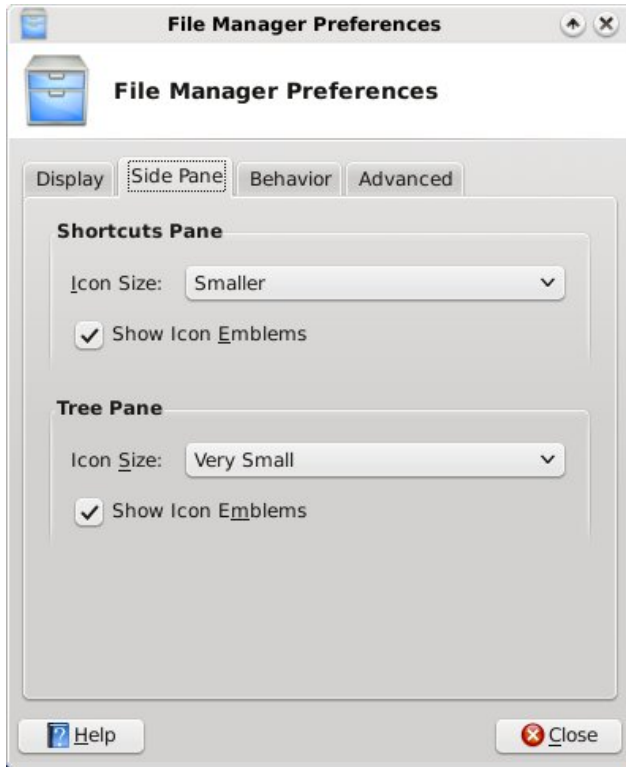 File Manager Preferences
File Manager Preferences
Display Side Pane Behavior Advanced
Shortcuts Pane
Icon Size: Smaller
Show Icon Emblems
Tree Pane
Icon Size: Very Small
Show Icon Emblems
? Help Close